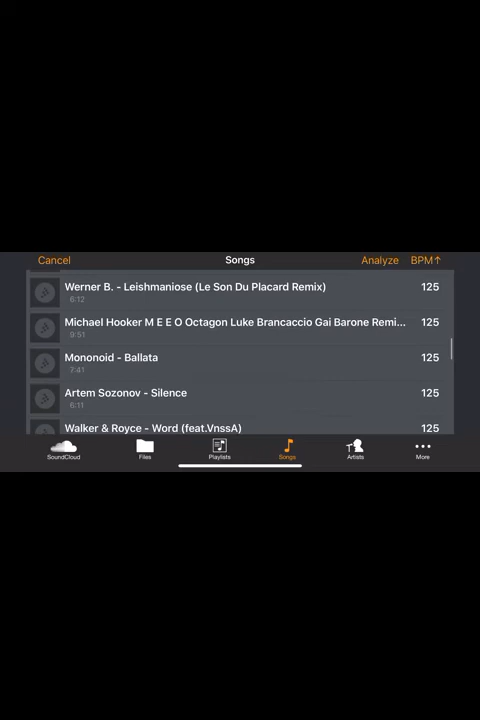 Cancel Songs Analyze BPM↑
Werner B. - Leishmaniose (Le Son Du Placard Remix) 125
6:12
Michael Hooker M E E O Octagon Luke Brancaccio Gai Barone Remi... 125
9:51
Mononoid - Ballata 125
7:41
Artem Sozonov - Silence 125
6:11
Walker & Royce - Word (feat.VnssA) 125
SoundCloud Files Playlists Songs Artists More